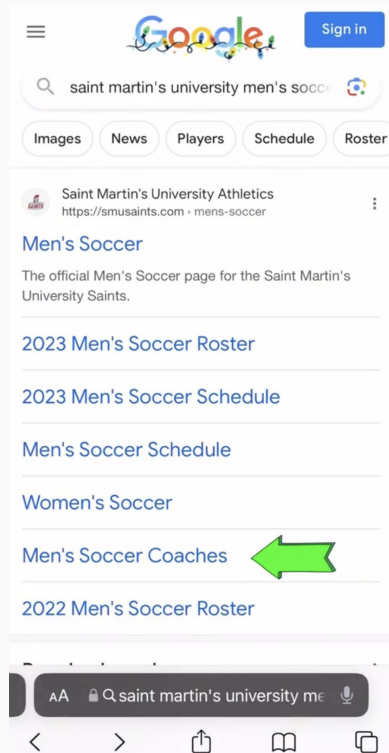 Google
Sign in
saint martin's university men's socce
Images
News
Players
Schedule
Roster
SAINTS
Saint Martin's University Athletics
https://smusaints.com › mens-soccer
Men's Soccer
The official Men's Soccer page for the Saint Martin's
University Saints.
2023 Men's Soccer Roster
2023 Men's Soccer Schedule
Men's Soccer Schedule
Women's Soccer
Men's Soccer Coaches
2022 Men's Soccer Roster
AA
saint martin's university me